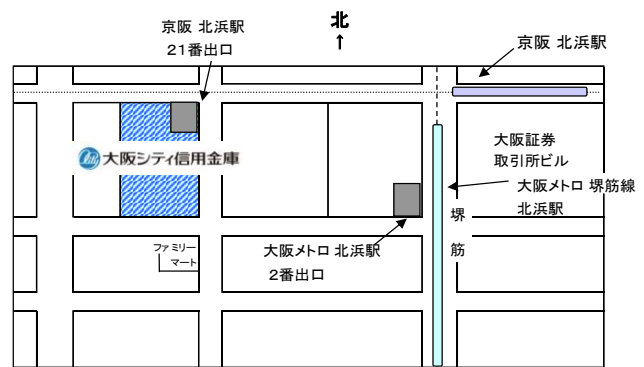 北
↑
京阪 北浜駅
21番出口
京阪 北浜駅
大阪シティ信用金庫
大阪証券
取引所ビル
大阪メトロ 堺筋線
北浜駅
堺
筋
ファミリー
マート
大阪メトロ 北浜駅
2番出口